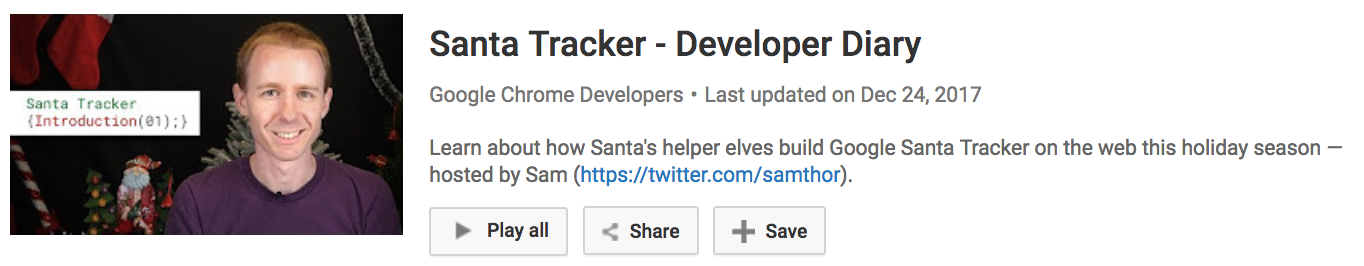 Santa Tracker
{Introduction(01);}
Santa Tracker - Developer Diary
Google Chrome Developers • Last updated on Dec 24, 2017
Learn about how Santa's helper elves build Google Santa Tracker on the web this holiday season —
hosted by Sam (https://twitter.com/samthor).
Play all
Share
Save